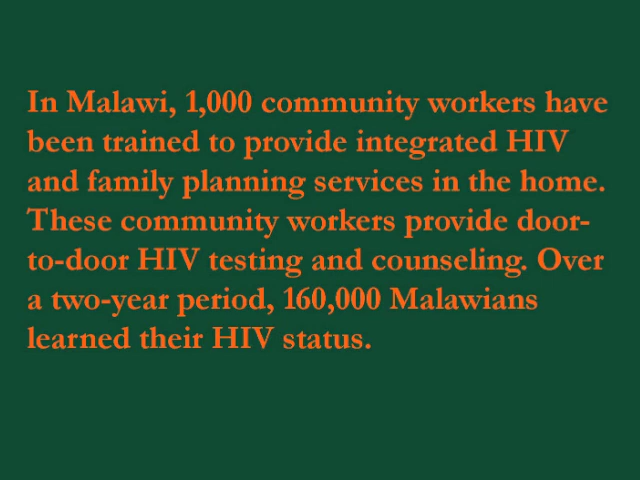 In Malawi, 1,000 community workers have
been trained to provide integrated HIV
and family planning services in the home.
These community workers provide door-
to-door HIV testing and counseling. Over
a two-year period, 160,000 Malawians
learned their HIV status.